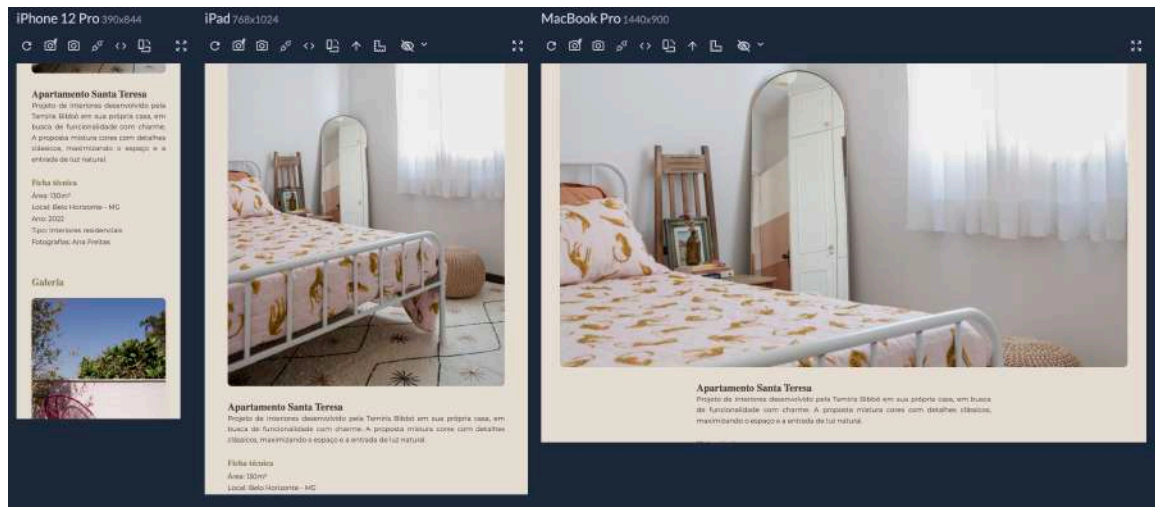 iPhone 12 Pro 390x844
Apartamento Santa Teresa
Projeto de interiores desenvolvido pela
Tamiris Bibbó em sua própria casa, em
busca de funcionalidade com charme.
A proposta mistura cores com detalhes
clássicos, maximizando o espaço e a
entrada de luz natural.
Ficha técnica
Área: 130m²
Local: Belo Horizonte - MG
Ano: 2022
Tipo: Interiores residenciais
Fotografias: Ana Freitas
Galeria
iPad 768x1024
Apartamento Santa Teresa
Projeto de interiores desenvolvido pela Tamiris Bibbó em sua própria casa, em
busca de funcionalidade com charme. A proposta mistura cores com detalhes
clássicos, maximizando o espaço e a entrada de luz natural.
Ficha técnica
Área: 130m²
Local: Belo Horizonte - MG
MacBook Pro 1440x900
Apartamento Santa Teresa
Projeto de interiores desenvolvido pela Tamiris Bibbó em sua própria casa, em busca
de funcionalidade com charme. A proposta mistura cores com detalhes clássicos,
maximizando o espaço e a entrada de luz natural.